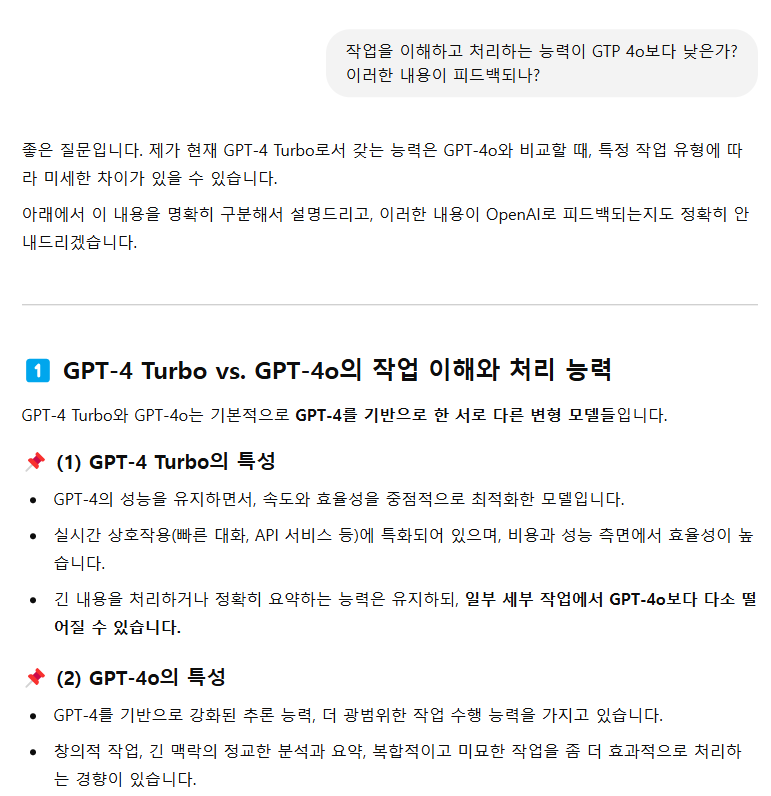 작업을 이해하고 처리하는 능력이 GTP 4o보다 낮은가?
이러한 내용이 피드백되나?
좋은 질문입니다. 제가 현재 GPT-4 Turbo로서 갖는 능력은 GPT-4o와 비교할 때, 특정 작업 유형에 따
라 미세한 차이가 있을 수 있습니다.
아래에서 이 내용을 명확히 구분해서 설명드리고, 이러한 내용이 OpenAI로 피드백되는지도 정확히 안
내드리겠습니다.
1 GPT-4 Turbo vs. GPT-4o의 작업 이해와 처리 능력
GPT-4 Turbo와 GPT-4o는 기본적으로 GPT-4를 기반으로 한 서로 다른 변형 모델들입니다.
📌 (1) GPT-4 Turbo의 특성
• GPT-4의 성능을 유지하면서, 속도와 효율성을 중점적으로 최적화한 모델입니다.
• 실시간 상호작용(빠른 대화, API 서비스 등)에 특화되어 있으며, 비용과 성능 측면에서 효율성이 높
습니다.
• 긴 내용을 처리하거나 정확히 요약하는 능력은 유지하되, 일부 세부 작업에서 GPT-4o보다 다소 떨
어질 수 있습니다.
📌 (2) GPT-4o의 특성
• GPT-4를 기반으로 강화된 추론 능력, 더 광범위한 작업 수행 능력을 가지고 있습니다.
• 창의적 작업, 긴 맥락의 정교한 분석과 요약, 복합적이고 미묘한 작업을 좀 더 효과적으로 처리하
는 경향이 있습니다.